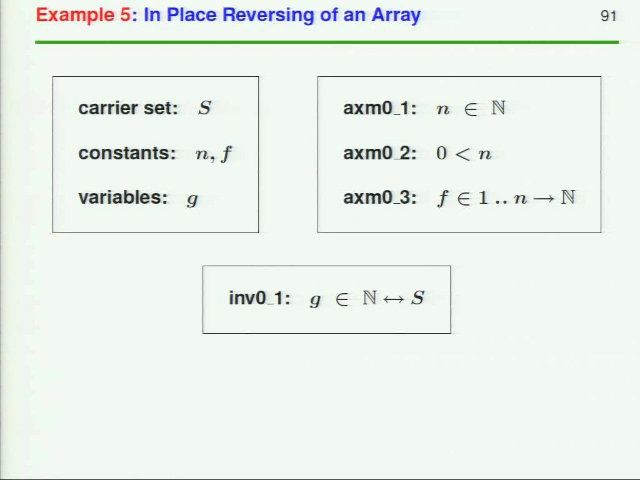 Example 5: In Place Reversing of an Array
91
carrier set: S
constants: n, f
variables: g
axm0_1: n ∈ ℕ
axm0_2: 0 < n
axm0_3: f ∈ 1 .. n → ℕ
inv0_1: g ∈ ℕ ↔ S